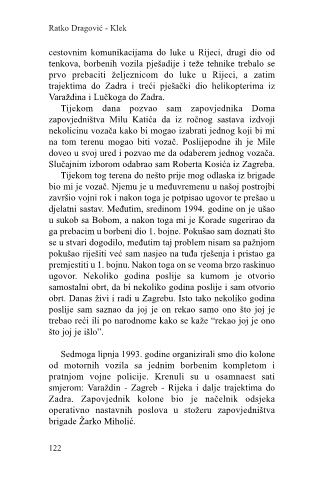 Ratko Dragović - Klek
cestovnim komunikacijama do luke u Rijeci, drugi dio od
tenkova, borbenih vozila pješadije i teže tehnike trebalo se
prvo prebaciti željeznicom do luke u Rijeci, a zatim
trajektima do Zadra i treći pješački dio helikopterima iz
Varaždina i Lučkoga do Zadra.
Tijekom dana pozvao sam zapovjednika Doma
zapovjedništva Milu Katića da iz ročnog sastava izdvoji
nekolicinu vozača kako bi mogao izabrati jednog koji bi mi
na tom terenu mogao biti vozač. Poslijepodne ih je Mile
doveo u svoj ured i pozvao me da odaberem jednog vozača.
Slučajnim izborom odabrao sam Roberta Kosića iz Zagreba.
Tijekom tog terena do nešto prije mog odlaska iz brigade
bio mi je vozač. Njemu je u međuvremenu u našoj postrojbi
završio vojni rok i nakon toga je potpisao ugovor te prešao u
djelatni sastav. Međutim, sredinom 1994. godine on je ušao
u sukob sa Bobom, a nakon toga mi je Korade sugerirao da
ga prebacim u borbeni dio 1. bojne. Pokušao sam doznati što
se u stvari dogodilo, međutim taj problem nisam sa pažnjom
pokušao riješiti već sam nasjeo na tuđa rješenja i pristao ga
premjestiti u 1. bojnu. Nakon toga on se veoma brzo raskinuo
ugovor. Nekoliko godina poslije sa kumom je otvorio
samostalni obrt, da bi nekoliko godina poslije i sam otvorio
obrt. Danas živi i radi u Zagrebu. Isto tako nekoliko godina
poslije sam saznao da joj je on rekao samo ono što joj je
trebao reći ili po narodnome kako se kaže “rekao joj je ono
što joj je išlo”.
Sedmoga lipnja 1993. godine organizirali smo dio kolone
od motornih vozila sa jednim borbenim kompletom i
pratnjom vojne policije. Krenuli su u osamnaest sati
smjerom: Varaždin - Zagreb - Rijeka i dalje trajektima do
Zadra. Zapovjednik kolone bio je načelnik odsjeka
operativno nastavnih poslova u stožeru zapovjedništva
brigade Žarko Miholić.
122